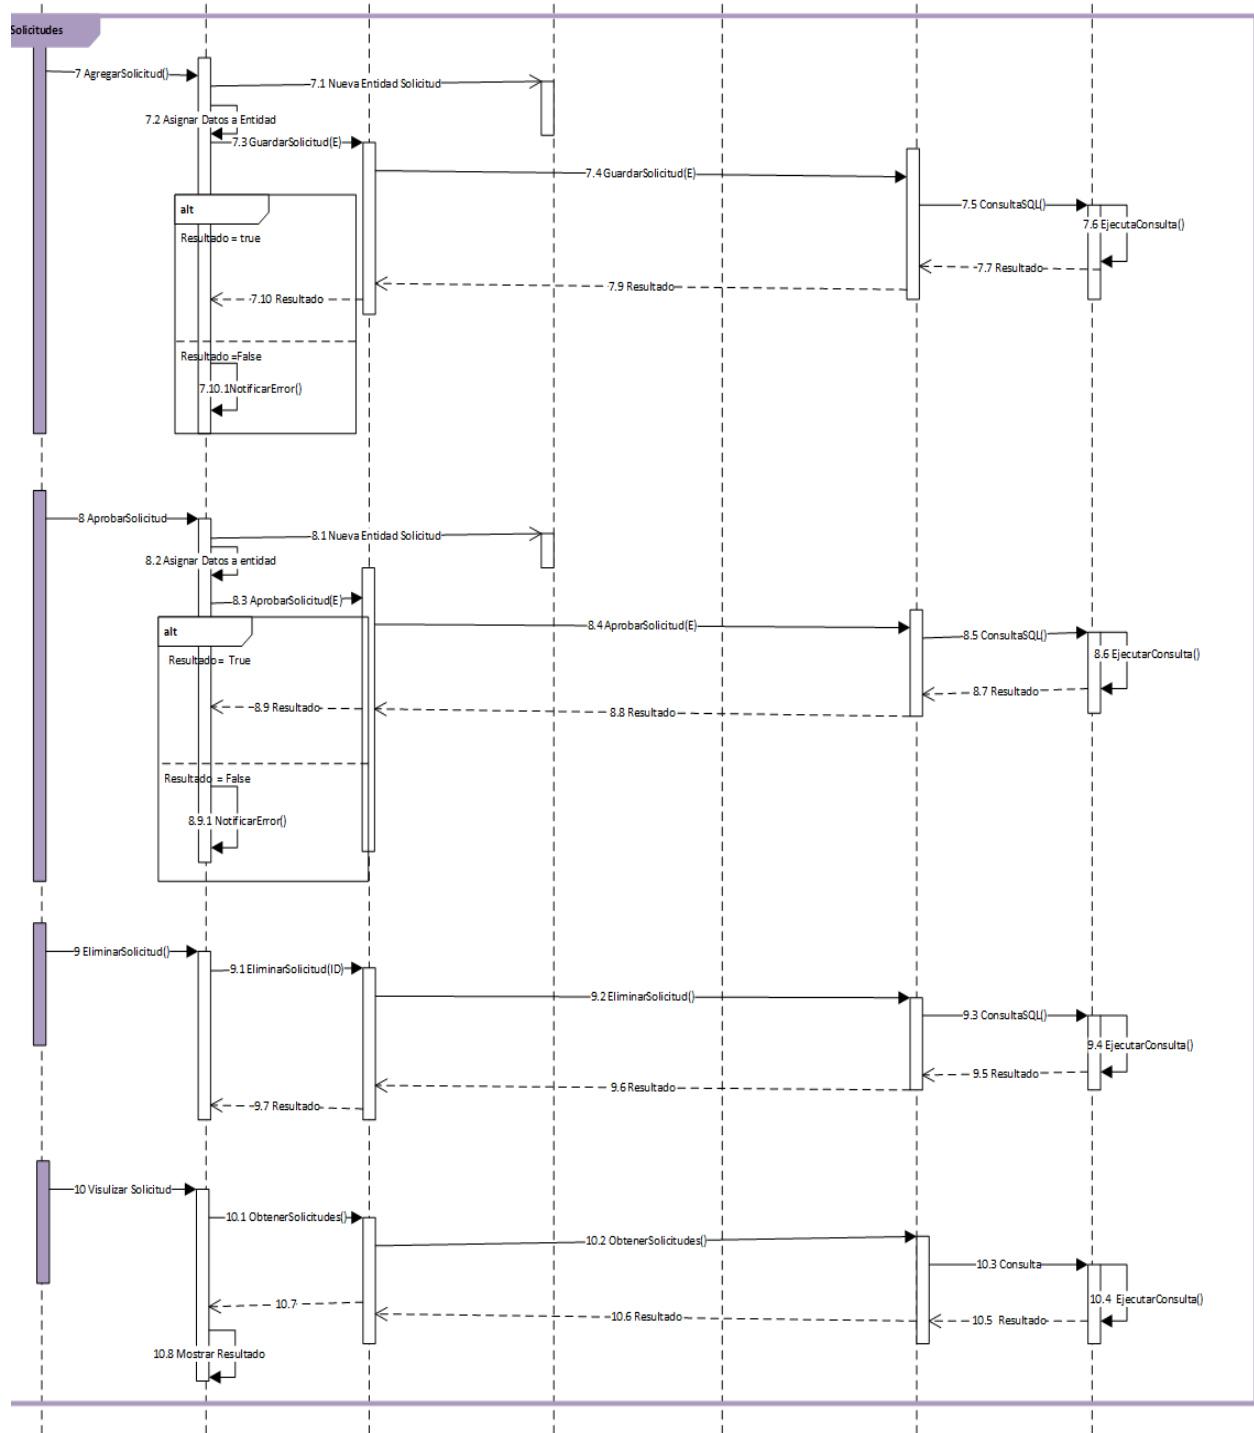 Solicitudes
7 AgregarSolicitud()
7.1 Nueva Entidad Solicitud
7.2 Asignar Datos a Entidad
7.3 GuardarSolicitud(E)
7.4 GuardarSolicitud(E)
7.5 ConsultaSQL()
alt
7.6 EjecutaConsulta()
Resultado = true
7.7 Resultado
7.9 Resultado
7.10 Resultado
Resultado =False
7.10.1NotificarError()
8 AprobarSolicitud
8.1 Nueva Entidad Solicitud
8.2 Asignar Datos a entidad
8.3 AprobarSolicitud(E)
8.4 AprobarSolicitud(E)
alt
8.5 ConsultaSQL()
8.6 EjecutarConsulta()
Resultado = True
8.7 Resultado
8.9 Resultado
8.8 Resultado
Resultado = False
8.9.1 NotificarError()
9 EliminarSolicitud()
9.1 EliminarSolicitud(ID)
9.2 EliminarSolicitud()
9.3 ConsultaSQL()
9.4 EjecutarConsulta()
9.5 Resultado
9.6 Resultado
9.7 Resultado
10 Visulizar Solicitud
10.1 ObtenerSolicitudes()
10.2 ObtenerSolicitudes()
10.3 Consulta
10.4 EjecutarConsulta()
10.7
10.6 Resultado
10.5 Resultado
10.8 Mostrar Resultado